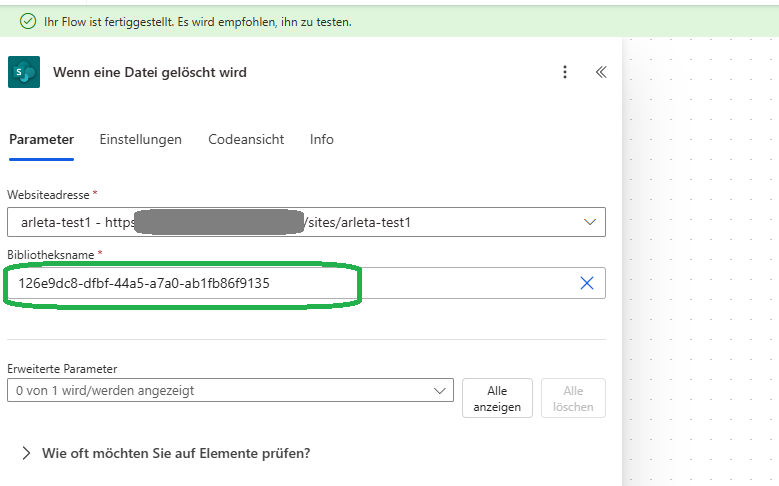 Ihr Flow ist fertiggestellt. Es wird empfohlen, ihn zu testen.
Wenn eine Datei gelöscht wird
Parameter Einstellungen Codeansicht Info
Websiteadresse *
arleta-test1 - https /sites/arleta-test1
Bibliotheksname *
126e9dc8-dfbf-44a5-a7a0-ab1fb86f9135
Erweiterte Parameter
0 von 1 wird/werden angezeigt
Alle anzeigen
Alle löschen
Wie oft möchten Sie auf Elemente prüfen?